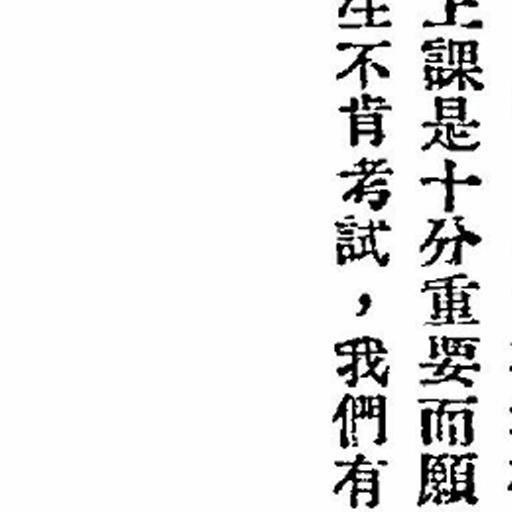 上課是十分重要而願
生不肯考試，我們有